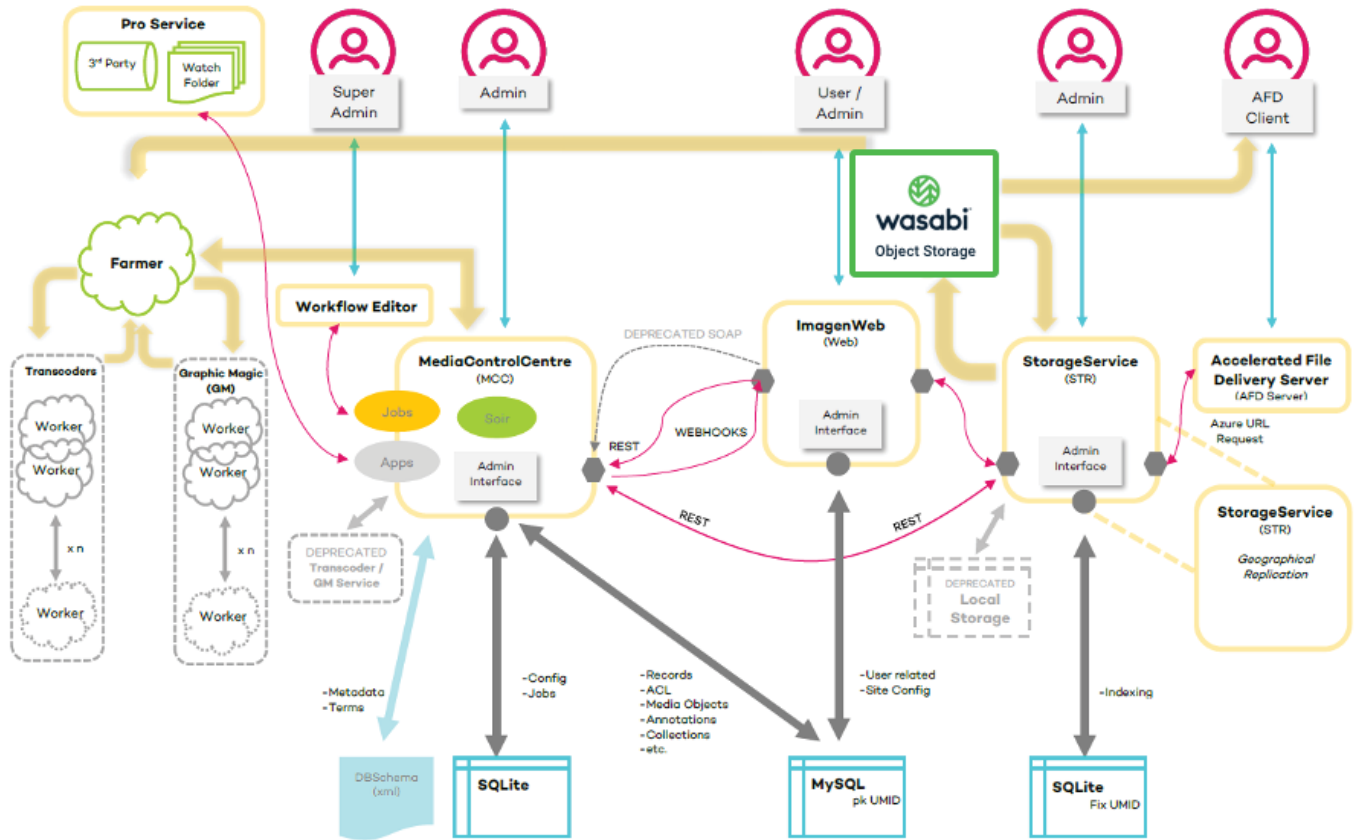 Pro Service
3rd Party
Watch
Folder
Super
Admin
Admin
User /
Admin
Admin
AFD
Client
wasabi
Object Storage
Farmer
Workflow Editor
DEPRECATED SOAP
ImagenWeb
(Web)
MediaControlCentre
(MCC)
StorageService
(STR)
Accelerated File
Delivery Server
(AFD Server)
Transcoders
Graphic Magic
(GM)
Worker
Worker
Worker
Worker
Jobs
Solr
Apps
Admin
Interface
REST
WEBHOOKS
Admin
Interface
Admin
Interface
Azure URL
Request
REST
REST
StorageService
(STR)
Geographical
Replication
x n
x n
DEPRECATED
Transcoder /
GM Service
DEPRECATED
Local
Storage
Worker
Worker
-Metadata
-Terms
-Config
-Jobs
-Records
-ACL
-Media Objects
-Annotations
-Collections
-etc.
-User related
-Site Config
-Indexing
DBSchema
(xml)
SQLite
MySQL
pk UMID
SQLite
Fix UMID